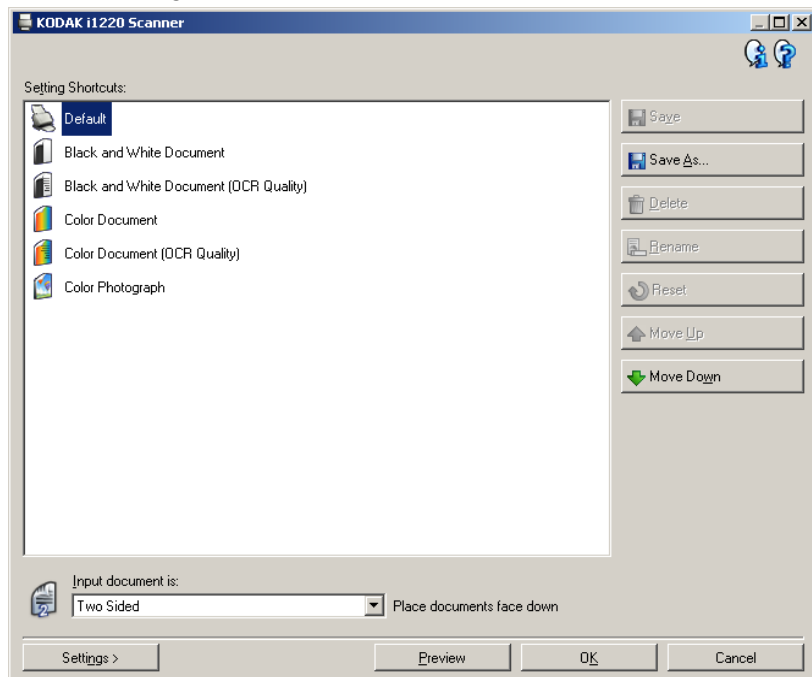 KODAK i1220 Scanner
Setting Shortcuts:
Default
Black and White Document
Black and White Document (OCR Quality)
Color Document
Color Document (OCR Quality)
Color Photograph
Save
Save As...
Delete
Rename
Reset
Move Up
Move Down
Input document is:
Two Sided
Place documents face down
Settings >
Preview
OK
Cancel